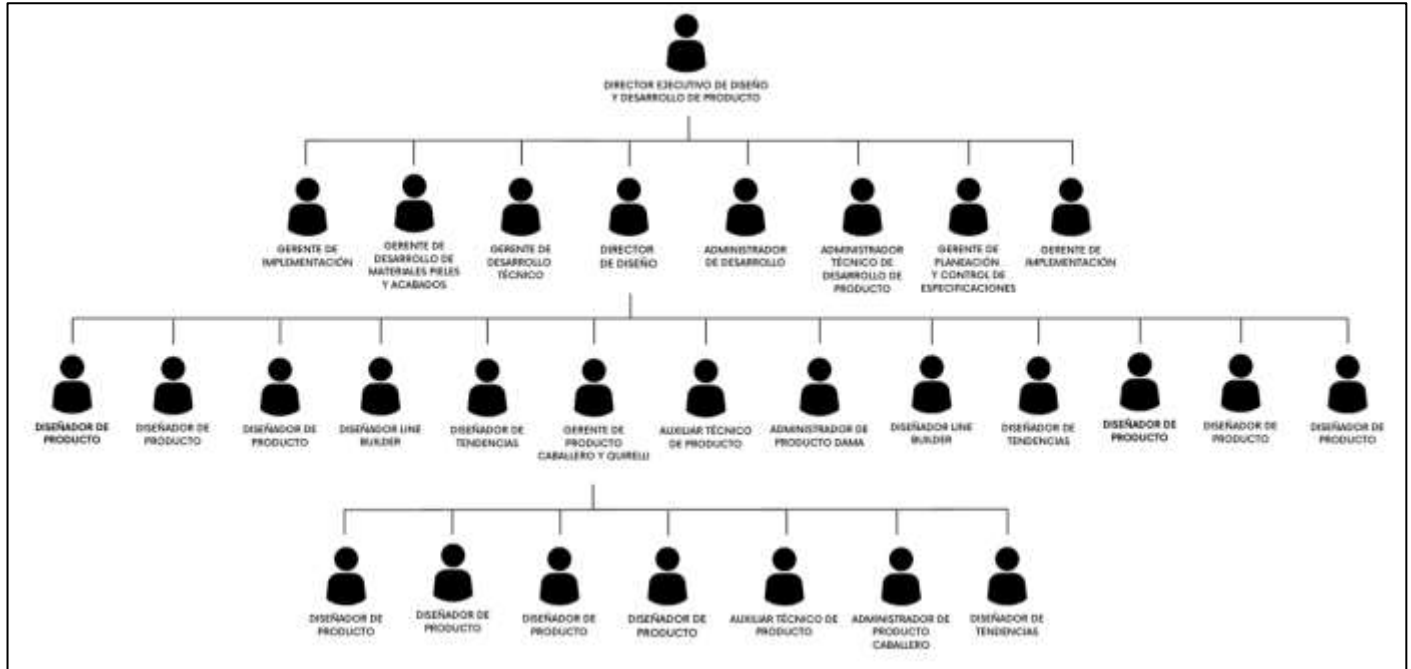 DIRECTOR EJECUTIVO DE DISEÑO
Y DESARROLLO DE PRODUCTO
GERENTE DE
IMPLEMENTACIÓN
GERENTE DE
DESARROLLO DE
MATERIALES PIELES
Y ACABADOS
GERENTE DE
DESARROLLO
TÉCNICO
DIRECTOR
DE DISEÑO
ADMINISTRADOR
DE DESARROLLO
ADMINISTRADOR
TÉCNICO DE
DESARROLLO DE
PRODUCTO
GERENTE DE
PLANEACIÓN
Y CONTROL DE
ESPECIFICACIONES
GERENTE DE
IMPLEMENTACIÓN
DISEÑADOR DE
PRODUCTO
DISEÑADOR DE
PRODUCTO
DISEÑADOR DE
PRODUCTO
DISEÑADOR LINE
BUILDER
DISEÑADOR DE
TENDENCIAS
GERENTE DE
PRODUCTO
CABALLERO Y QUIRELLI
AUXILIAR TÉCNICO
DE PRODUCTO
ADMINISTRADOR DE
PRODUCTO DAMA
DISEÑADOR LINE
BUILDER
DISEÑADOR DE
TENDENCIAS
DISEÑADOR DE
PRODUCTO
DISEÑADOR DE
PRODUCTO
DISEÑADOR DE
PRODUCTO
DISEÑADOR DE
PRODUCTO
DISEÑADOR DE
PRODUCTO
DISEÑADOR DE
PRODUCTO
DISEÑADOR DE
PRODUCTO
AUXILIAR TÉCNICO DE
PRODUCTO
ADMINISTRADOR DE
PRODUCTO
CABALLERO
DISEÑADOR DE
TENDENCIAS